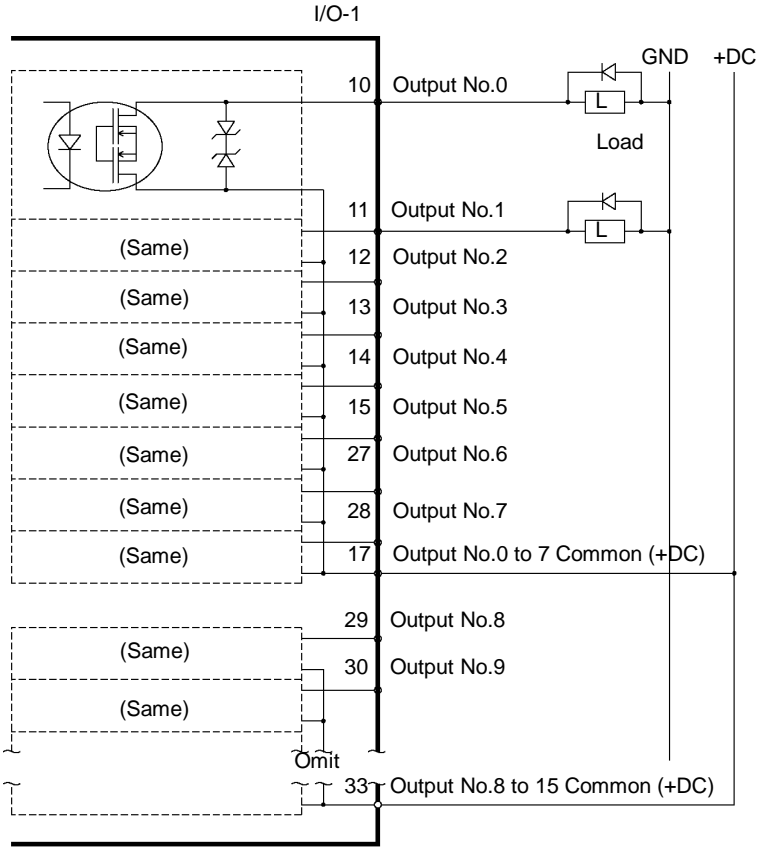 I/O-1
GND +DC
10 Output No.0
L
Load
11 Output No.1
L
(Same)
12 Output No.2
(Same)
13 Output No.3
(Same)
14 Output No.4
(Same)
15 Output No.5
(Same)
27 Output No.6
(Same)
28 Output No.7
(Same)
17 Output No.0 to 7 Common (+DC)
29 Output No.8
(Same)
30 Output No.9
(Same)
Omit
33 Output No.8 to 15 Common (+DC)